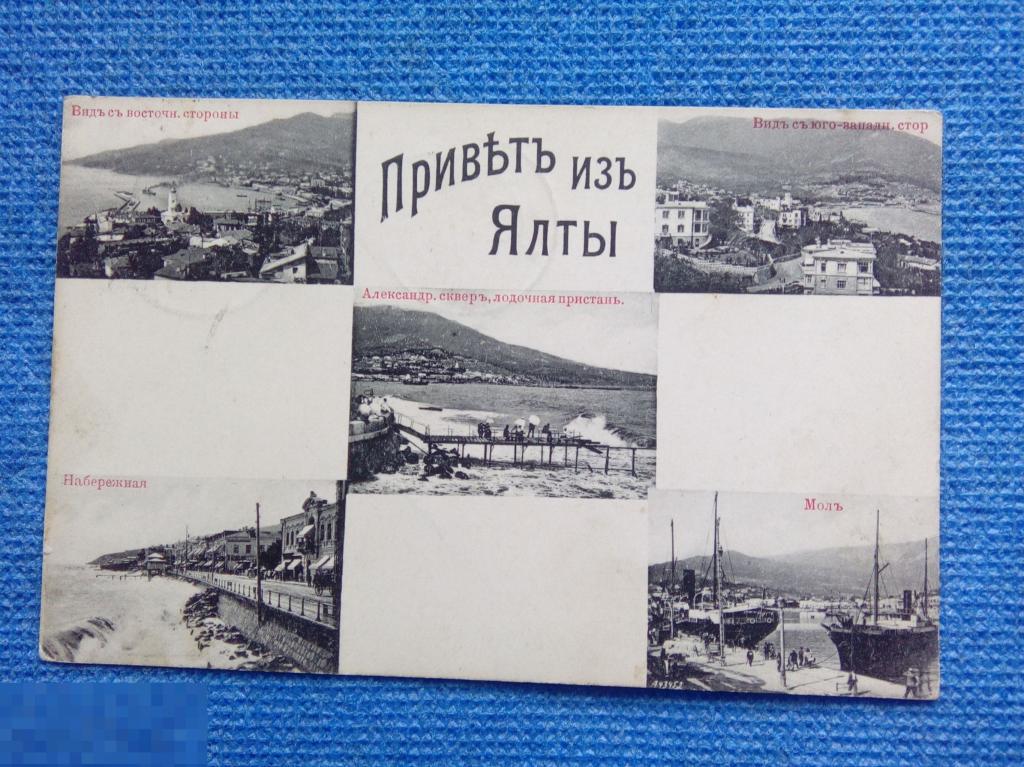 Видъ съ восточн. стороны
Привѣтъ изъ
Ялты
Видъ съ юго-западн. стор
Александр. скверъ, лодочная пристань.
Набережная
Молъ